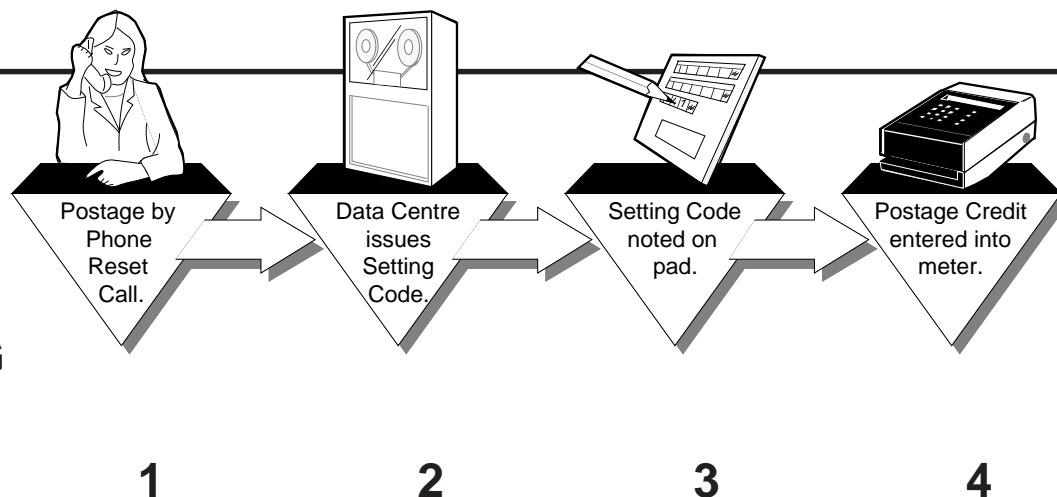 Postage by
Phone
Reset
Call.
Data Centre
issues
Setting
Code.
Setting Code
noted on
pad.
Postage Credit
entered into
meter.
G
1
2
3
4